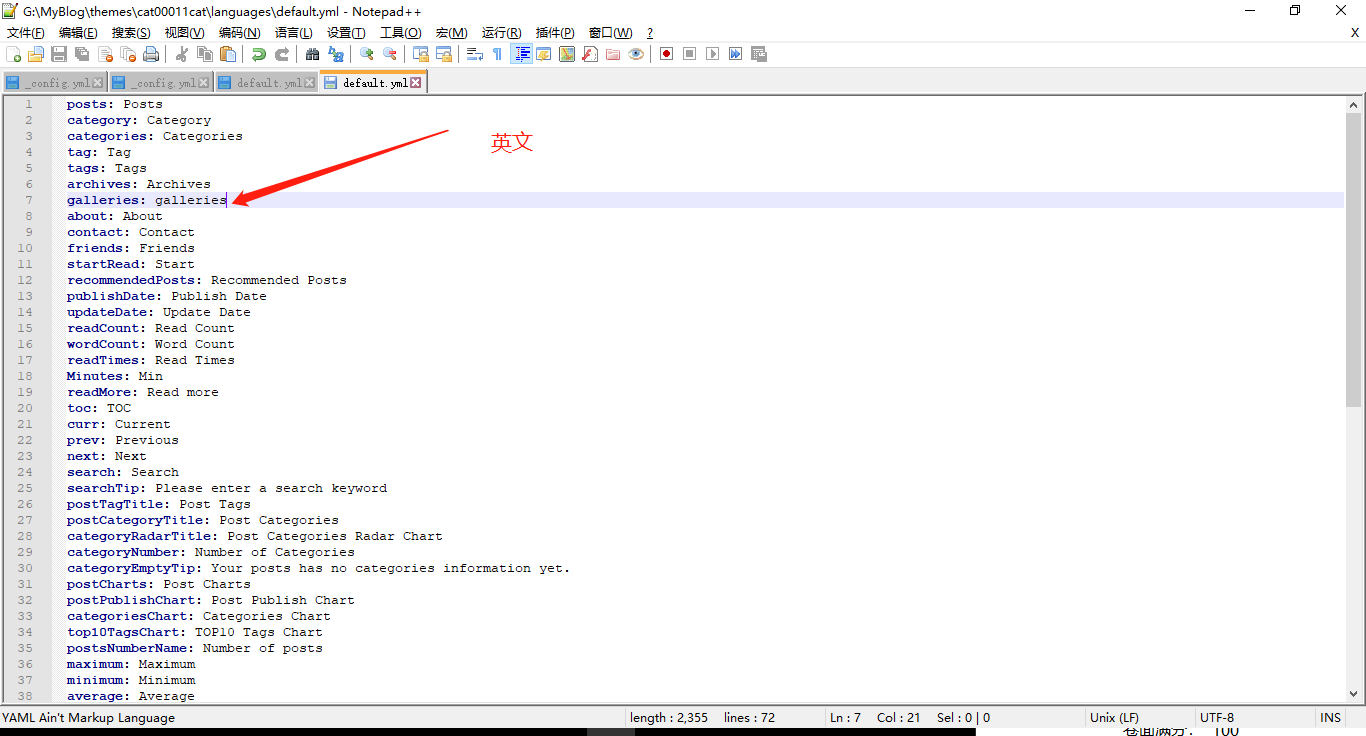 G:\MyBlog\themes\cat00011cat\languages\default.yml - Notepad++
文件(F) 编辑(E) 搜索(S) 视图(V) 编码(N) 语言(L) 设置(T) 工具(O) 宏(M) 运行(R) 插件(P) 窗口(W) ? X
_config.yml _config.yml default.yml default.yml
1 posts: Posts
2 category: Category
3 categories: Categories
英文
4 tag: Tag
5 tags: Tags
6 archives: Archives
7 galleries: galleries
8 about: About
9 contact: Contact
10 friends: Friends
11 startRead: Start
12 recommendedPosts: Recommended Posts
13 publishDate: Publish Date
14 updateDate: Update Date
15 readCount: Read Count
16 wordCount: Word Count
17 readTimes: Read Times
18 Minutes: Min
19 readMore: Read more
20 toc: TOC
21 curr: Current
22 prev: Previous
23 next: Next
24 search: Search
25 searchTip: Please enter a search keyword
26 postTagTitle: Post Tags
27 postCategoryTitle: Post Categories
28 categoryRadarTitle: Post Categories Radar Chart
29 categoryNumber: Number of Categories
30 categoryEmptyTip: Your posts has no categories information yet.
31 postCharts: Post Charts
32 postPublishChart: Post Publish Chart
33 categoriesChart: Categories Chart
34 top10TagsChart: TOP10 Tags Chart
35 postsNumberName: Number of posts
36 maximum: Maximum
37 minimum: Minimum
38 average: Average
YAML Ain't Markup Language length : 2,355 lines : 72 Ln : 7 Col : 21 Sel : 0 | 0 Unix (LF) UTF-8 INS
卷面满分: 100